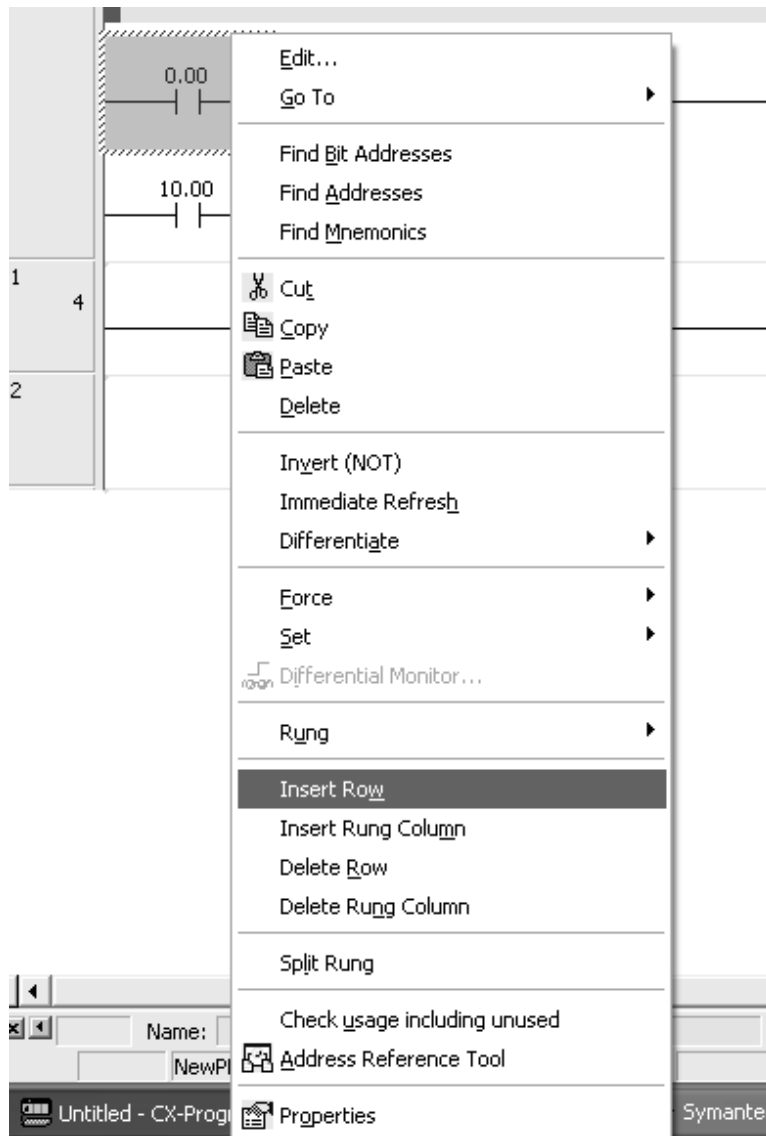 0.00
10.00
1
4
2
Edit...
Go To
Find Bit Addresses
Find Addresses
Find Mnemonics
Cut
Copy
Paste
Delete
Invert (NOT)
Immediate Refresh
Differentiate
Force
Set
Differential Monitor...
Rung
Insert Row
Insert Rung Column
Delete Row
Delete Rung Column
Split Rung
Check usage including unused
Address Reference Tool
Properties
Name:
NewPl
Untitled - CX-Prog
Symante